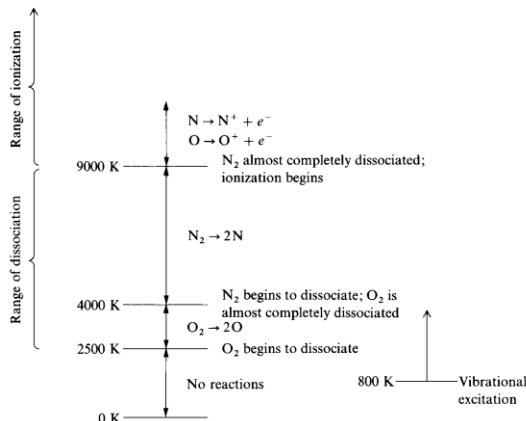 Range of ionization
Range of dissociation
N → N⁺ + e⁻
O → O⁺ + e⁻
9000 K
N₂ almost completely dissociated;
ionization begins
N₂ → 2N
4000 K
N₂ begins to dissociate; O₂ is
almost completely dissociated
O₂ → 2O
2500 K
O₂ begins to dissociate
No reactions
0 K
800 K
Vibrational
excitation